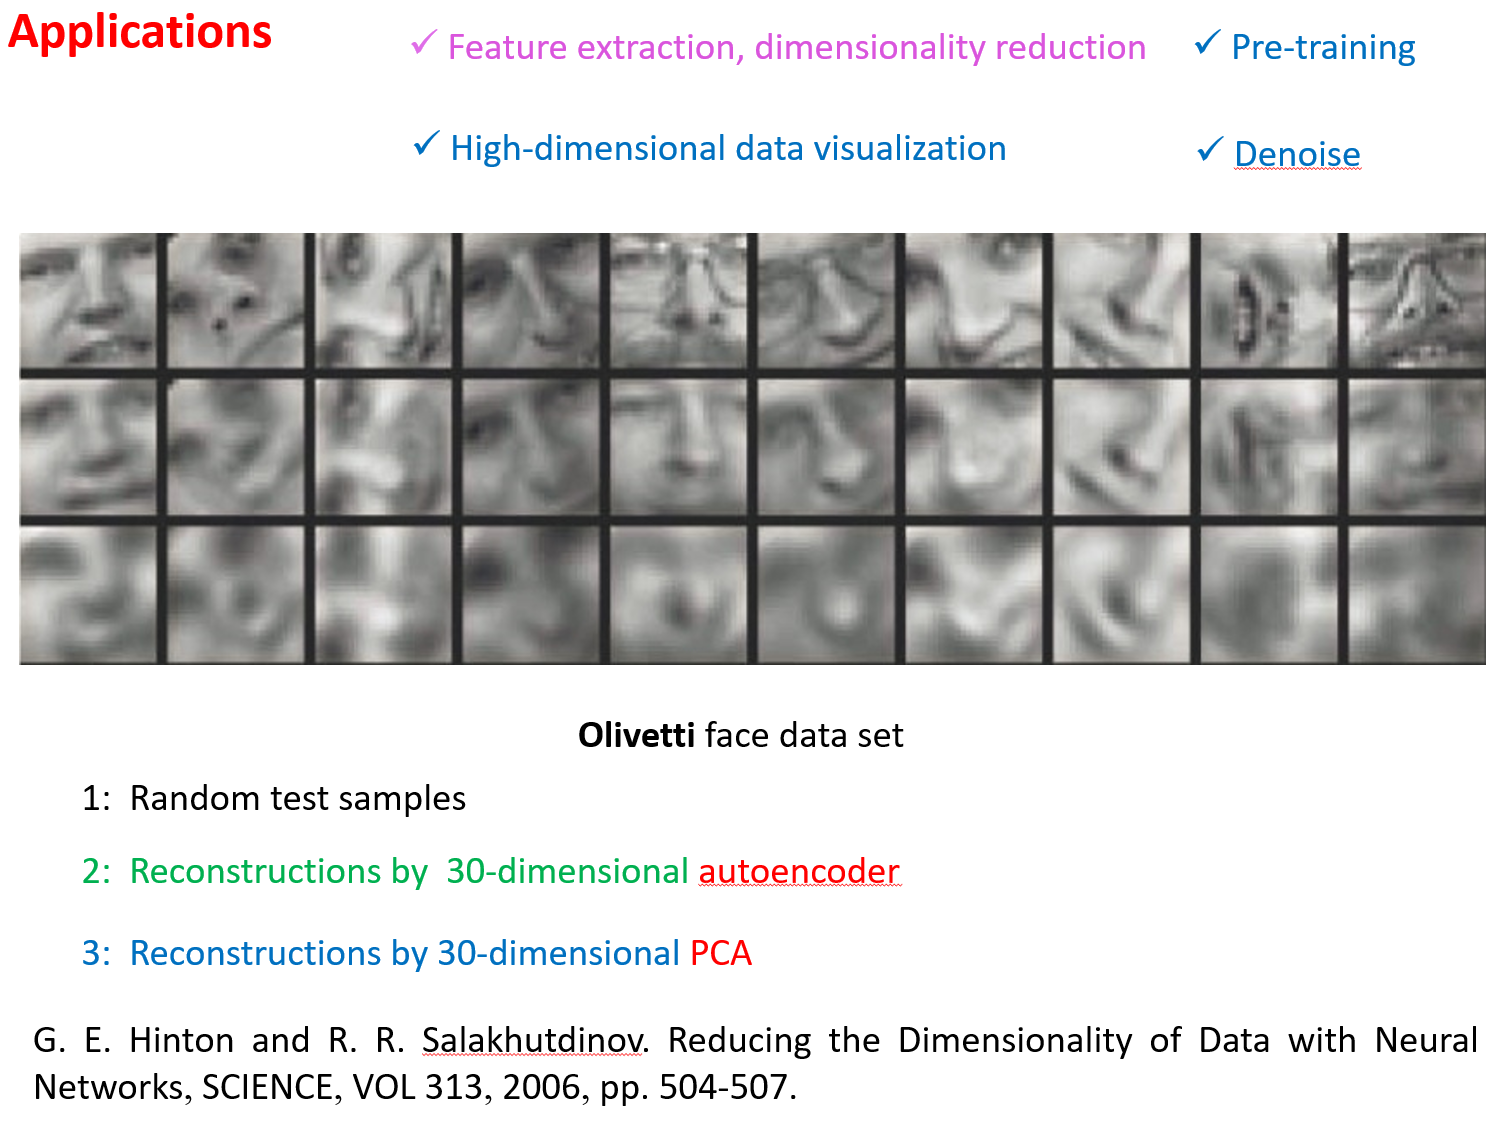 Applications
✓ Feature extraction, dimensionality reduction
✓ Pre-training
✓ High-dimensional data visualization
✓ Denoise
Olivetti face data set
1: Random test samples
2: Reconstructions by 30-dimensional autoencoder
3: Reconstructions by 30-dimensional PCA
G. E. Hinton and R. R. Salakhutdinov. Reducing the Dimensionality of Data with Neural
Networks, SCIENCE, VOL 313, 2006, pp. 504-507.